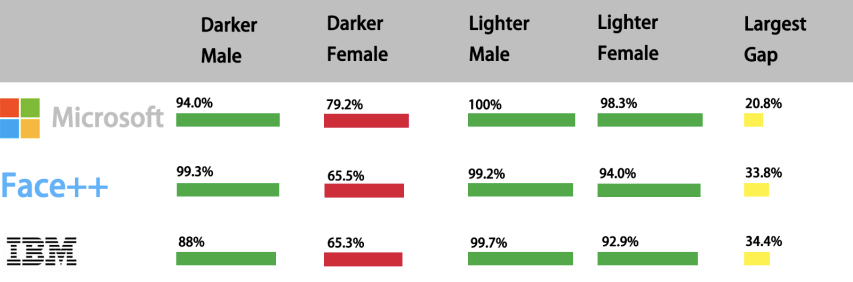 Darker Male Darker Female Lighter Male Lighter Female Largest Gap
Microsoft 94.0% 79.2% 100% 98.3% 20.8%
Face++ 99.3% 65.5% 99.2% 94.0% 33.8%
IBM 88% 65.3% 99.7% 92.9% 34.4%